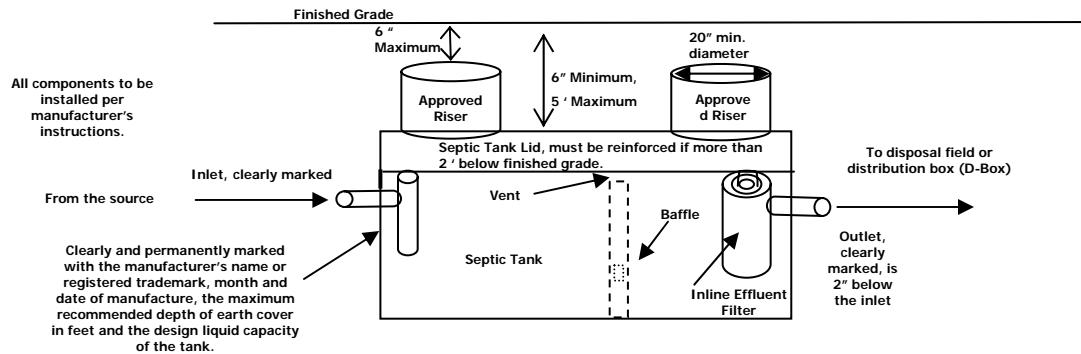 Finished Grade
6 "
Maximum
20" min.
diameter
6" Minimum,
5 ' Maximum
All components to be
installed per
manufacturer's
instructions.
Approved
Riser
Approve
d Riser
Septic Tank Lid, must be reinforced if more than
2 ' below finished grade.
To disposal field or
distribution box (D-Box)
Inlet, clearly marked
Vent
From the source
Baffle
Clearly and permanently marked
with the manufacturer's name or
registered trademark, month and
date of manufacture, the maximum
recommended depth of earth cover
in feet and the design liquid capacity
of the tank.
Septic Tank
Inline Effluent
Filter
Outlet,
clearly
marked, is
2" below
the inlet